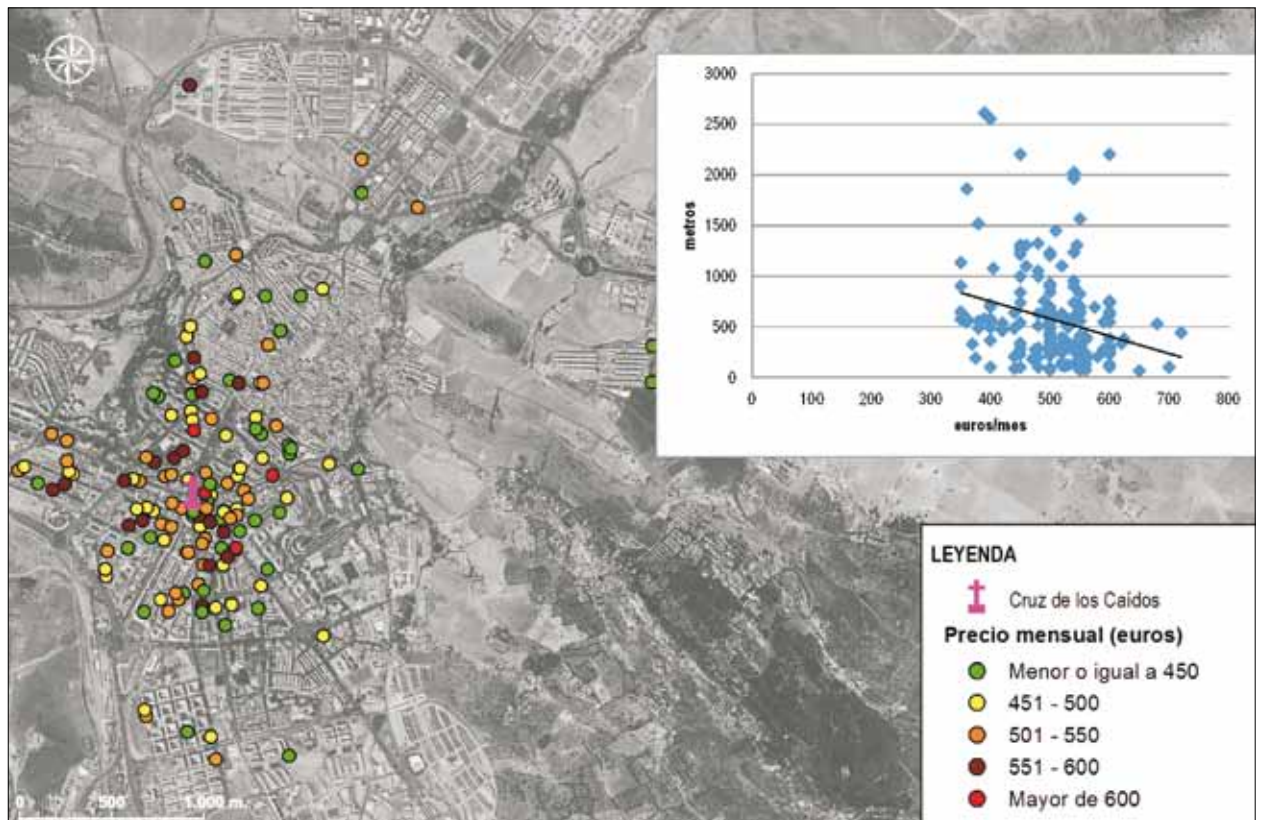 N
W
E
3000
2500
2000
1500
1000
500
0
metros
0 100 200 300 400 500 600 700 800
euros/mes
LEYENDA
Cruz de los Caídos
Precio mensual (euros)
Menor o igual a 450
451 - 500
501 - 550
551 - 600
Mayor de 600
0 500 1.000 m.